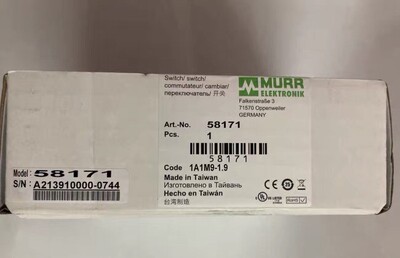 Switch/ switch/
commutateur/ cambiar/
переключатель/ 开关
MURR
ELEKTRONIK
Falkenstraße 3
71570 Oppenweiler
GERMANY
Art.-No. 58171
Pcs. 1
58171
Code 1A1M9-1.9
Made in Taiwan
Изготовлено в Тайвань
Hecho en Taiwán
台湾制造
Model: 58171
S/N: A213910000-0744
CE